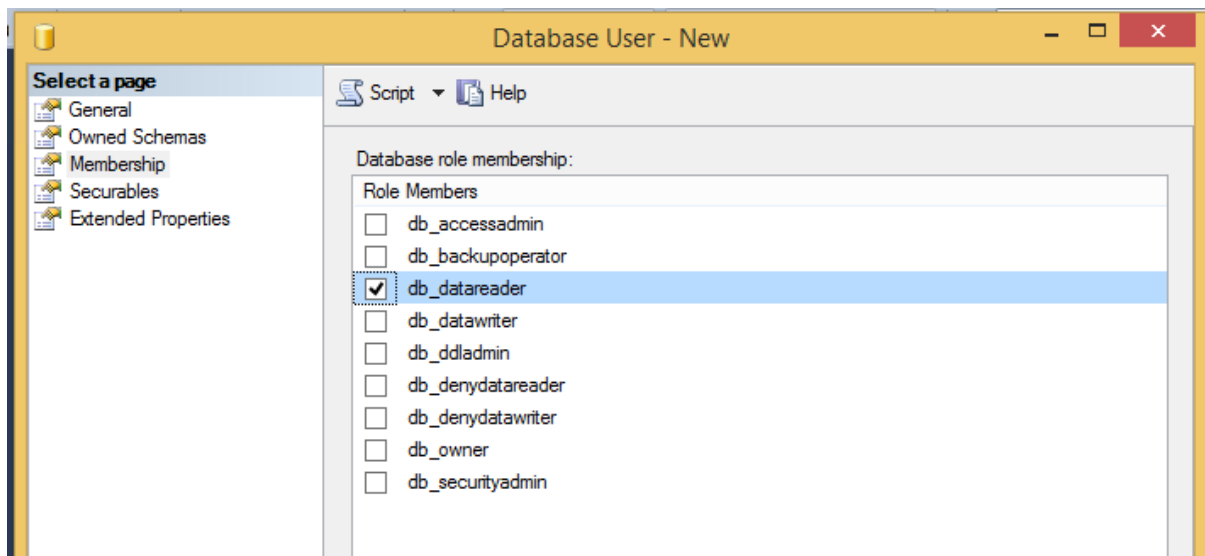 Database User - New
Select a page
General
Owned Schemas
Membership
Securables
Extended Properties
Script Help
Database role membership:
Role Members
db_accessadmin
db_backupoperator
db_datareader
db_datawriter
db_ddladmin
db_denydatareader
db_denydatawriter
db_owner
db_securityadmin